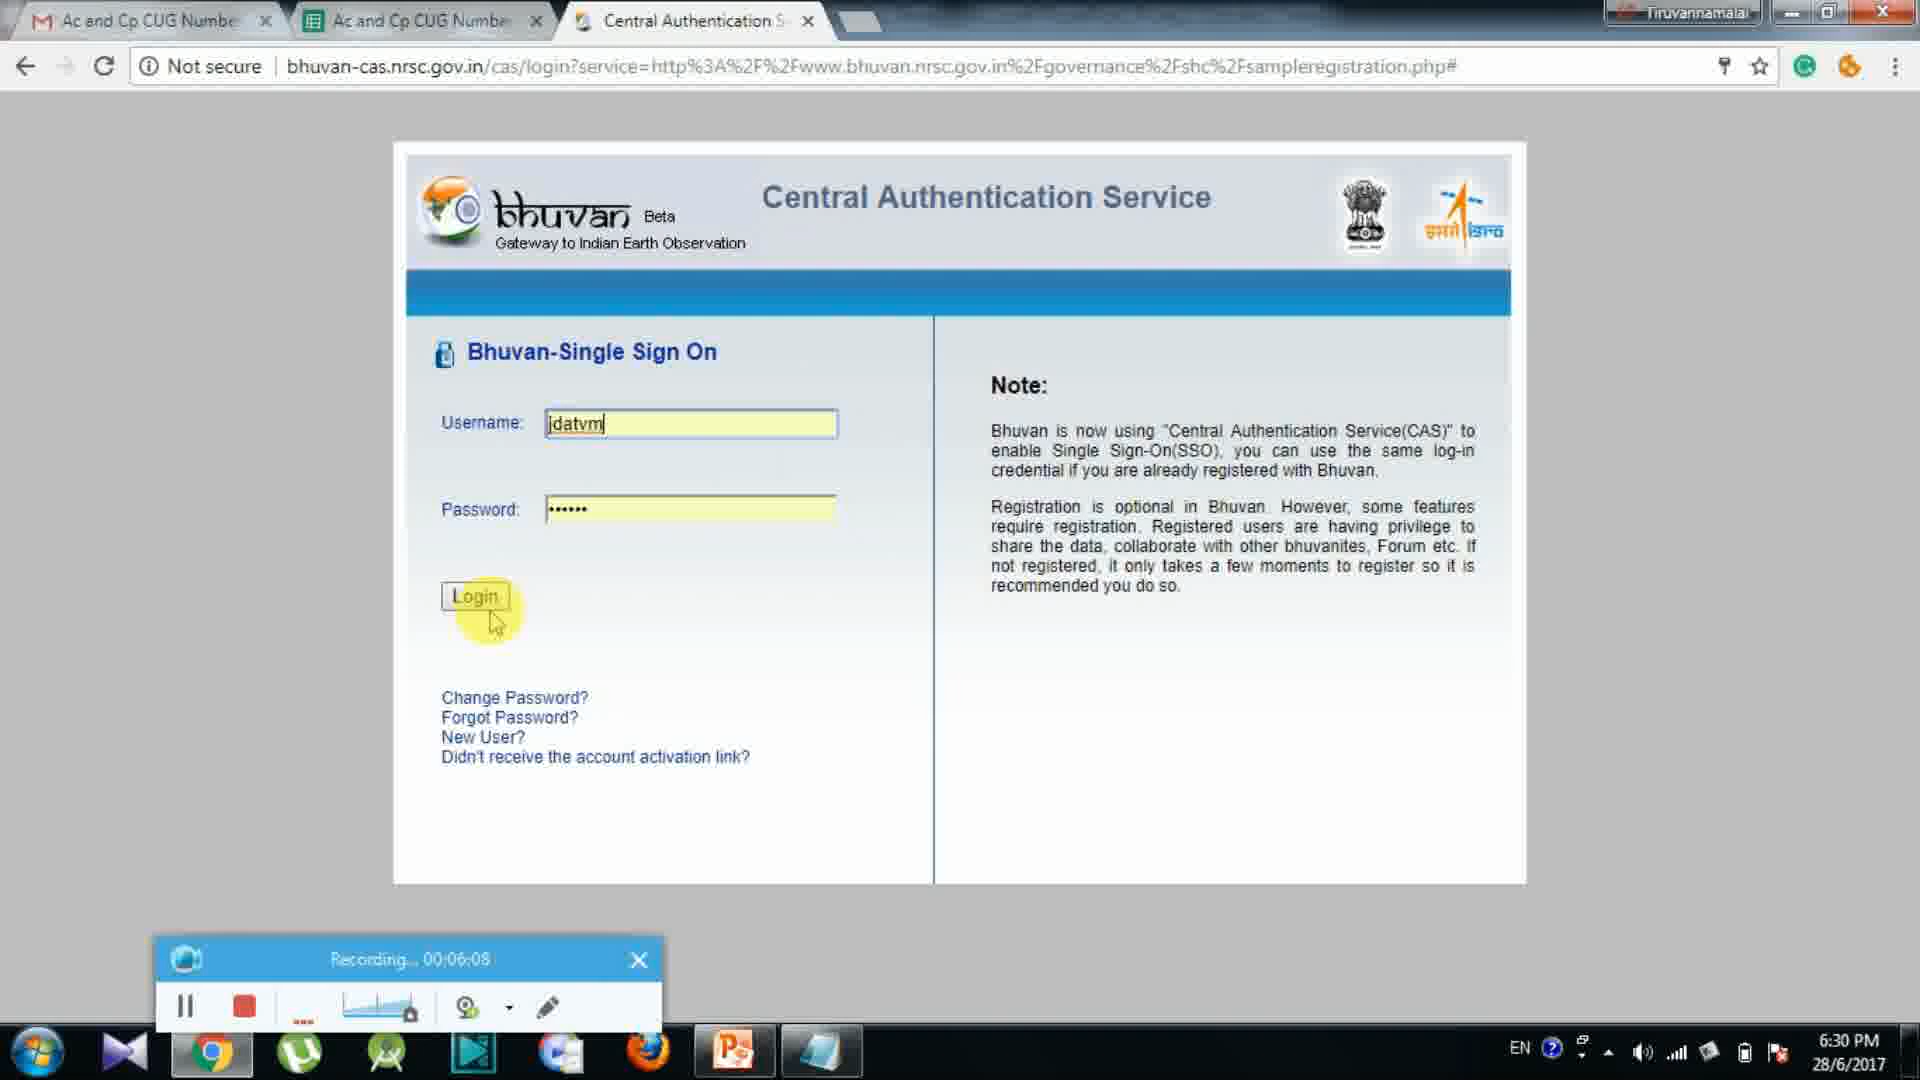 Ac and Cp CUG Numbe
Ac and Cp CUG Numbe
Central Authentication S
Tiruvannamalai
Not secure
bhuvan-cas.nrsc.gov.in/cas/login?service=http%3A%2F%2Fwww.bhuvan.nrsc.gov.in%2Fgovernance%2Fshc%2Fsampleregistration.php#
bhuvan Beta
Gateway to Indian Earth Observation
Central Authentication Service
इसरो isro
Bhuvan-Single Sign On
Username: jdatvm
Password: ••••••
Login
Change Password?
Forgot Password?
New User?
Didn't receive the account activation link?
Note:
Bhuvan is now using "Central Authentication Service(CAS)" to
enable Single Sign-On(SSO), you can use the same log-in
credential if you are already registered with Bhuvan.
Registration is optional in Bhuvan. However, some features
require registration. Registered users are having privilege to
share the data, collaborate with other bhuvanites, Forum etc. If
not registered, it only takes a few moments to register so it is
recommended you do so.
Recording... 00:06:08
EN
6:30 PM
28/6/2017